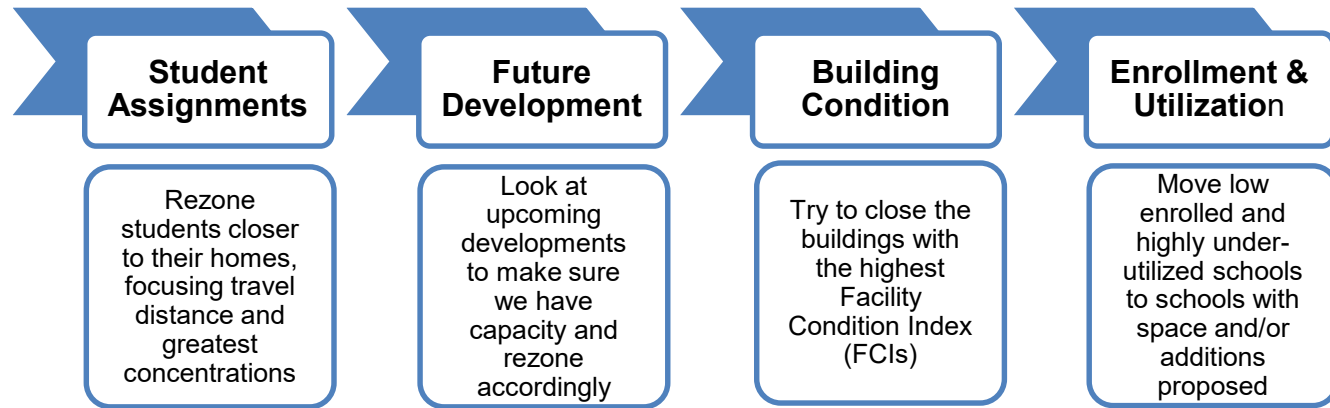 Student
Assignments
Rezone
students closer
to their homes,
focusing travel
distance and
greatest
concentrations
Future
Development
Look at
upcoming
developments
to make sure
we have
capacity and
rezone
accordingly
Building
Condition
Try to close the
buildings with
the highest
Facility
Condition Index
(FCIs)
Enrollment &
Utilization
Move low
enrolled and
highly under-
utilized schools
to schools with
space and/or
additions
proposed